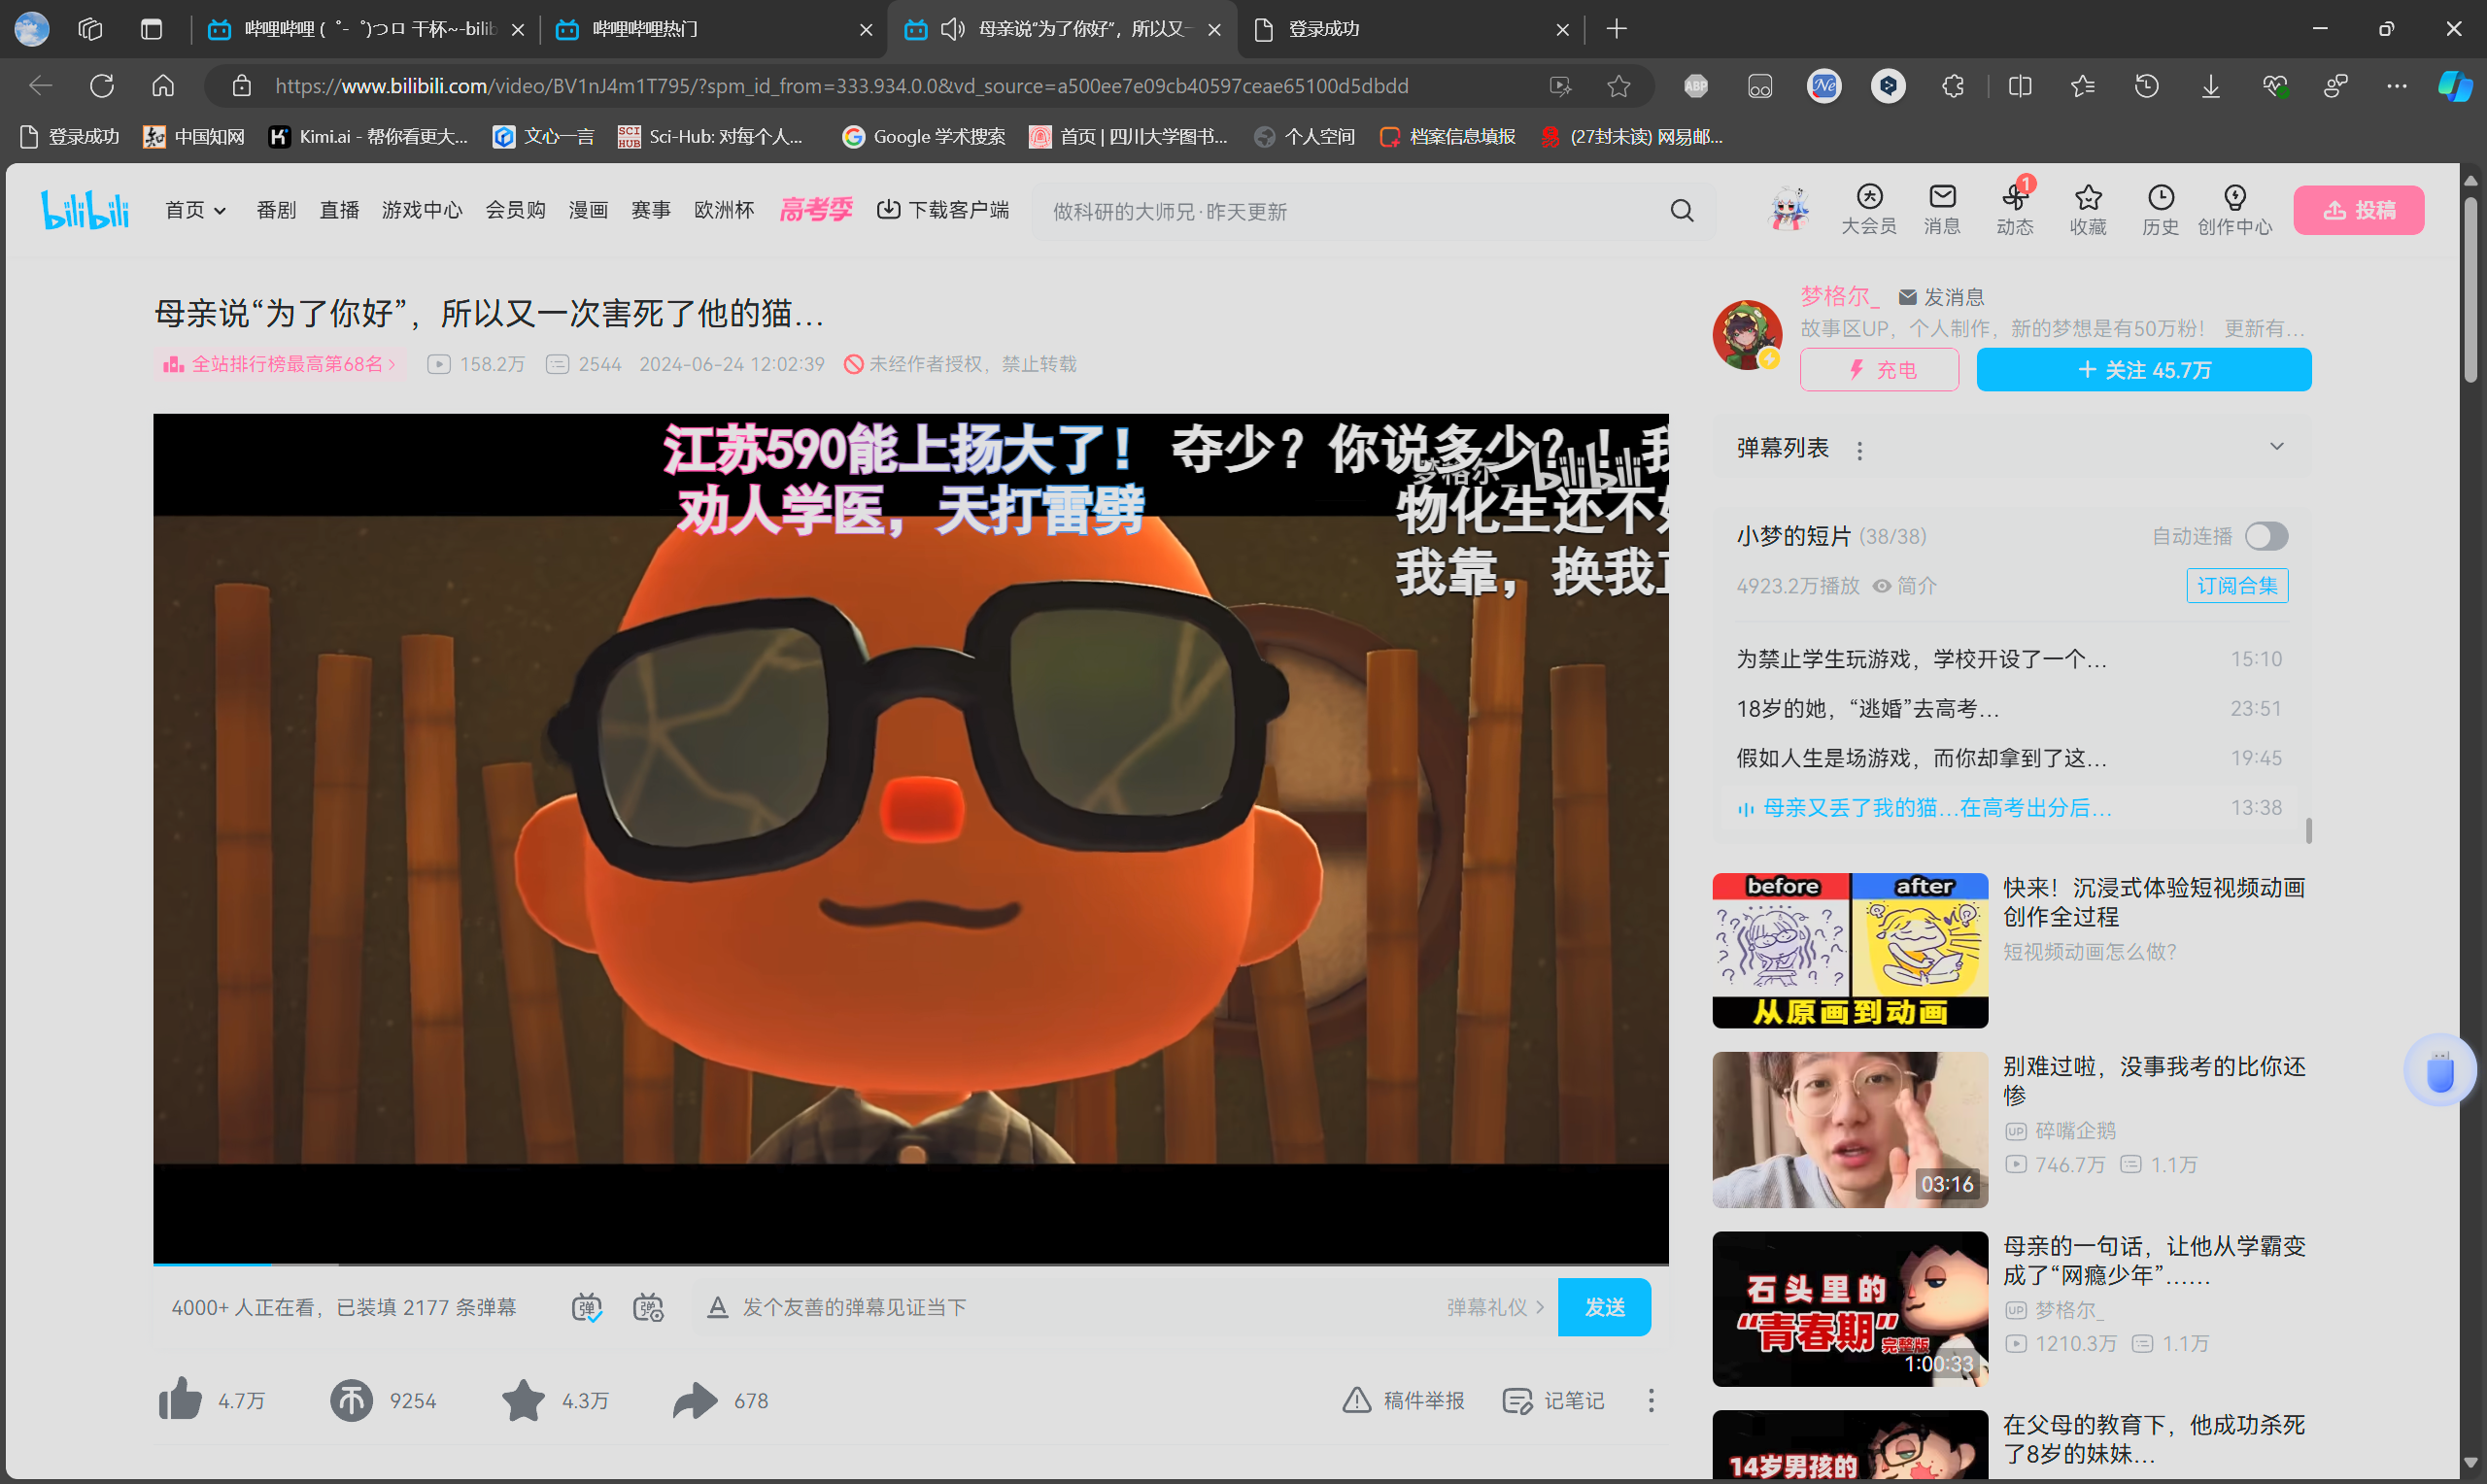 哔哩哔哩 (゜-゜)つロ 干杯~-bilib
哔哩哔哩热门
母亲说“为了你好”，所以又一
登录成功
https://www.bilibili.com/video/BV1nJ4m1T795/?spm_id_from=333.934.0.0&vd_source=a500ee7e09cb40597ceae65100d5dbdd
ABP
登录成功
知 中国知网
Kimi.ai - 帮你看更大...
文心一言
SCI HUB Sci-Hub: 对每个人...
Google 学术搜索
首页 | 四川大学图书...
个人空间
档案信息填报
(27封未读) 网易邮...
bilibili
首页 番剧 直播 游戏中心 会员购 漫画 赛事 欧洲杯 高考季 下载客户端
做科研的大师兄·昨天更新
大会员 消息 1 动态 收藏 历史 创作中心 投稿
母亲说“为了你好”，所以又一次害死了他的猫...
全站排行榜最高第68名 > 158.2万 2544 2024-06-24 12:02:39 未经作者授权，禁止转载
梦格尔_ 发消息
故事区UP，个人制作，新的梦想是有50万粉！ 更新有...
充电 + 关注 45.7万
江苏590能上扬大了！ 夺少？你说多少？！我
梦格尔_ bilibili
劝人学医，天打雷劈
物化生还不
我靠，换我
弹幕列表
小梦的短片 (38/38) 自动连播
4923.2万播放 简介 订阅合集
为禁止学生玩游戏，学校开设了一个... 15:10
18岁的她，“逃婚”去高考... 23:51
假如人生是场游戏，而你却拿到了这... 19:45
母亲又丢了我的猫...在高考出分后... 13:38
before after
从原画到动画
快来！沉浸式体验短视频动画
创作全过程
短视频动画怎么做？
03:16
别难过啦，没事我考的比你还
惨
UP 碎嘴企鹅
746.7万 1.1万
石头里的
“青春期”完整版
1:00:33
母亲的一句话，让他从学霸变
成了“网瘾少年”......
UP 梦格尔_
1210.3万 1.1万
14岁男孩的
在父母的教育下，他成功杀死
了8岁的妹妹...
4000+ 人正在看，已装填 2177 条弹幕 弹 弹 A 发个友善的弹幕见证当下 弹幕礼仪 > 发送
4.7万 9254 4.3万 678 稿件举报 记笔记